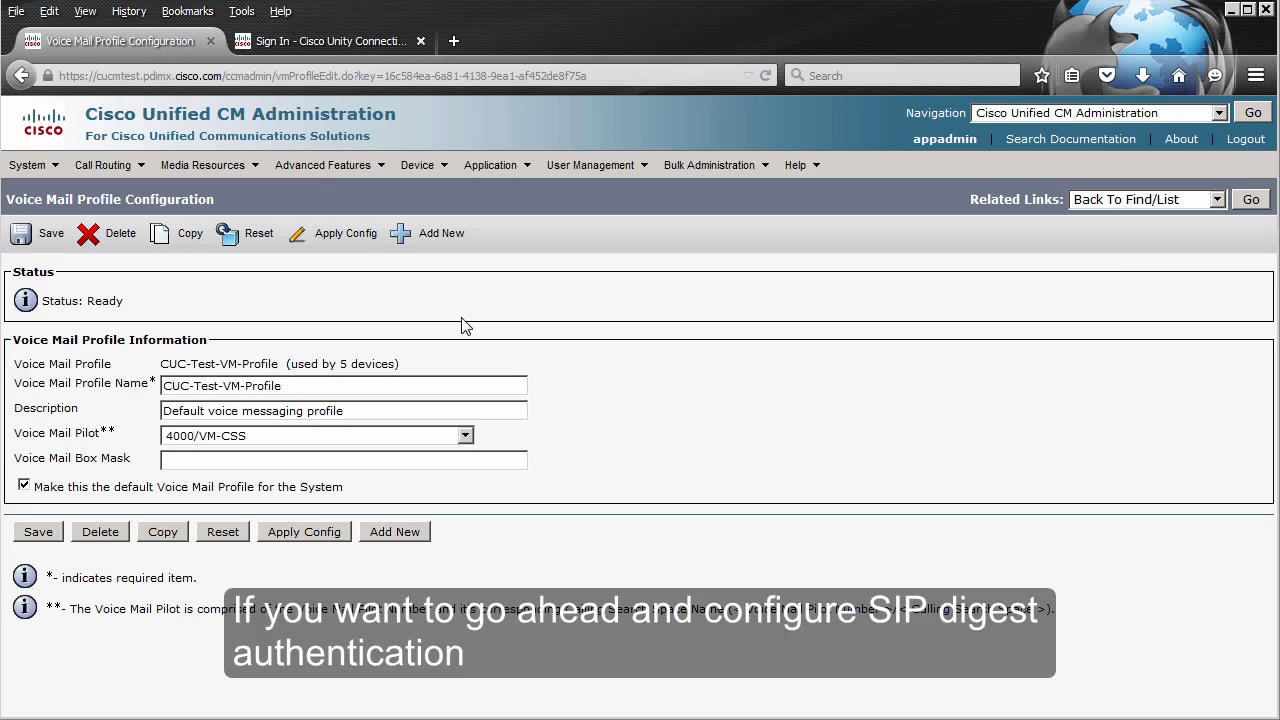 File Edit View History Bookmarks Tools Help
Voice Mail Profile Configuration × Sign In - Cisco Unity Connecti... × +
https://cucmtest.pdimx.cisco.com/ccmadmin/vmProfileEdit.do?key=16c584ea-6a81-4138-9ea1-af452de8f75a Search
CISCO
Cisco Unified CM Administration
For Cisco Unified Communications Solutions
Navigation Cisco Unified CM Administration Go
appadmin | Search Documentation | About | Logout
System Call Routing Media Resources Advanced Features Device Application User Management Bulk Administration Help
Voice Mail Profile Configuration
Related Links: Back To Find/List Go
Save Delete Copy Reset Apply Config Add New
Status
Status: Ready
Voice Mail Profile Information
Voice Mail Profile CUC-Test-VM-Profile (used by 5 devices)
Voice Mail Profile Name* CUC-Test-VM-Profile
Description Default voice messaging profile
Voice Mail Pilot** 4000/VM-CSS
Voice Mail Box Mask
Make this the default Voice Mail Profile for the System
Save Delete Copy Reset Apply Config Add New
*- indicates required item.
**- The Voice Mail Pilot is comprised
If you want to go ahead and configure SIP digest
authentication